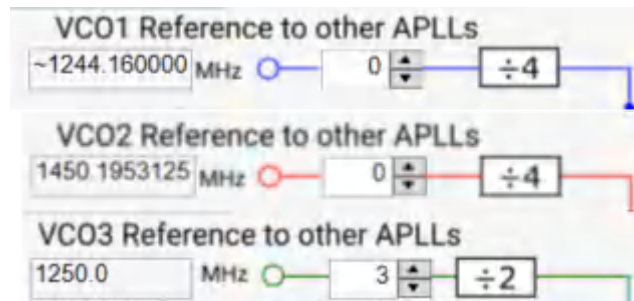 VCO1 Reference to other APLLs
~1244.160000 MHz 0 ÷4
VCO2 Reference to other APLLs
1450.1953125 MHz 0 ÷4
VCO3 Reference to other APLLs
1250.0 MHz 3 ÷2